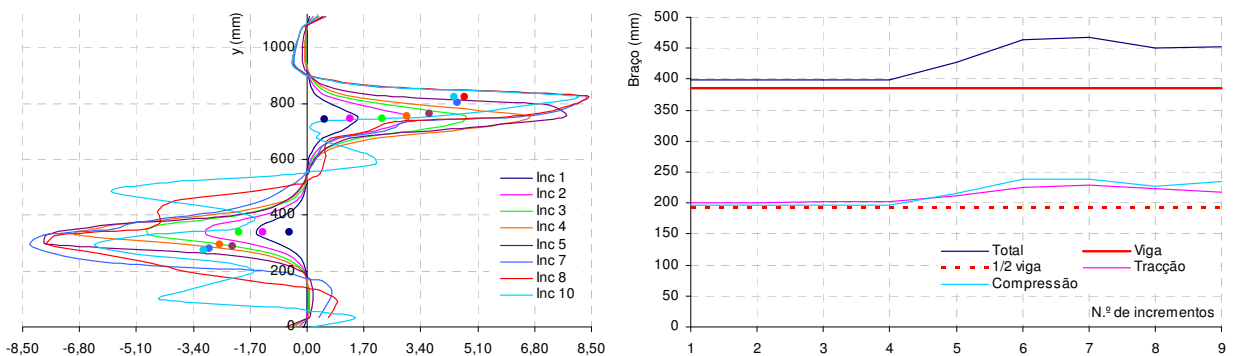 y (mm)
1000
800
600
400
200
0
Inc 1
Inc 2
Inc 3
Inc 4
Inc 5
Inc 7
Inc 8
Inc 10
-8,50 -6,80 -5,10 -3,40 -1,70 0,00 1,70 3,40 5,10 6,80 8,50
Braço (mm)
500
450
400
350
300
250
200
150
100
50
0
Total Viga
1/2 viga Tracção
Compressão
N.º de incrementos
1 2 3 4 5 6 7 8 9